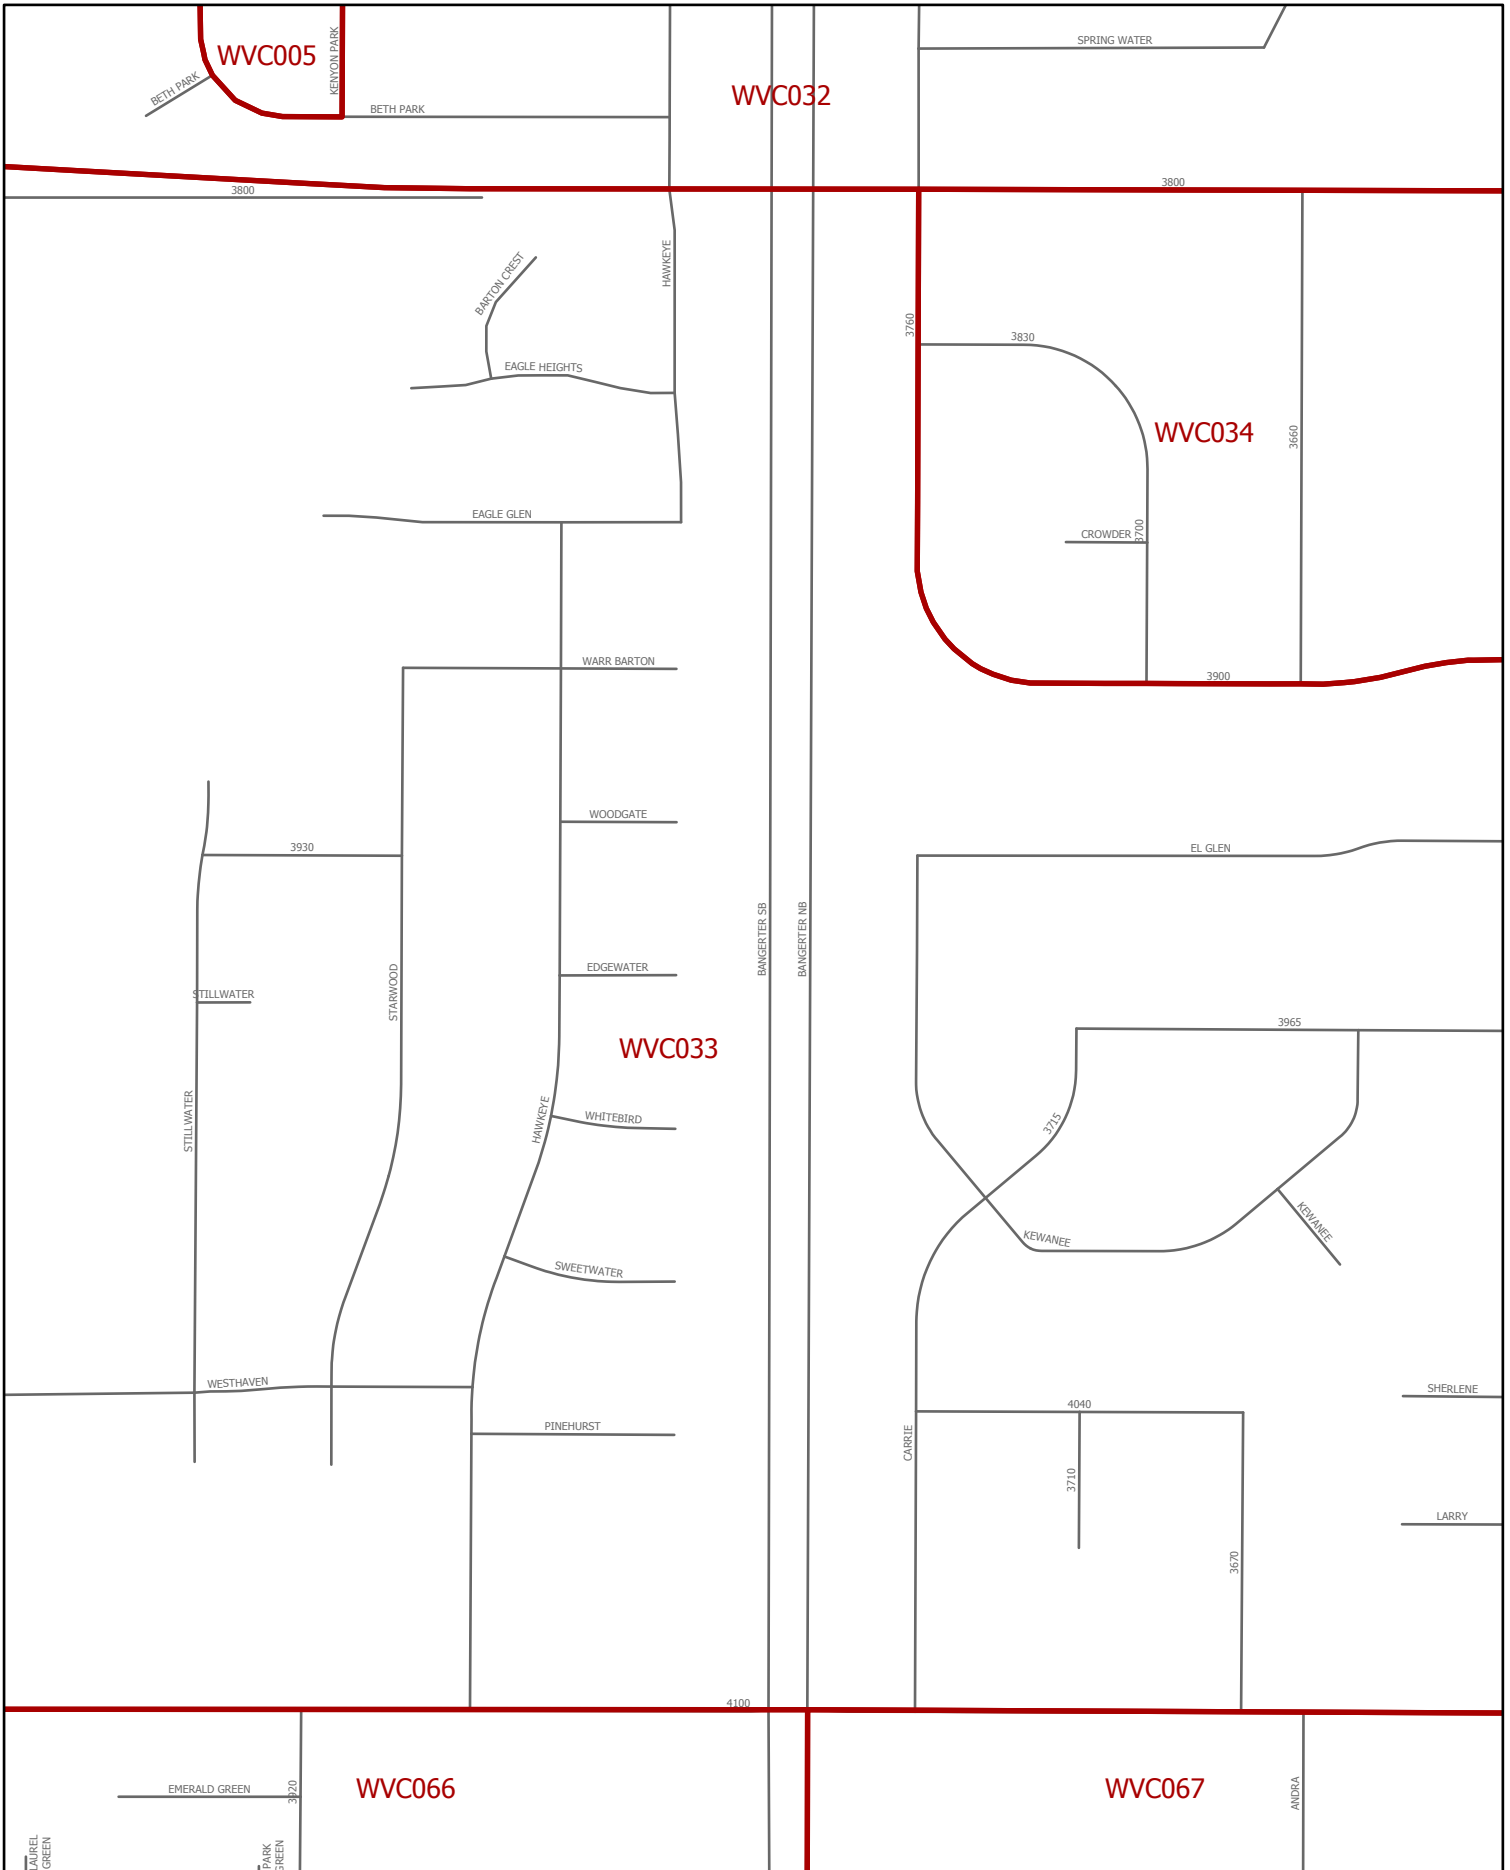 WVC005
KENYON PARK
SPRING WATER
BETH PARK
WVC032
BETH PARK
3800
3800
HAWKEYE
BARTON CREST
3760
3830
EAGLE HEIGHTS
WVC034
3660
EAGLE GLEN
CROWDER
3700
WARR BARTON
3900
WOODGATE
3930
EL GLEN
BANGERTER SB
BANGERTER NB
EDGEWATER
STARWOOD
STILLWATER
3965
WVC033
STILLWATER
HAWKEYE
WHITEBIRD
3715
KEWANEE
KEWANEE
SWEETWATER
WESTHAVEN
SHERLENE
4040
PINEHURST
CARRIE
3710
LARRY
3670
4100
EMERALD GREEN
3920
WVC066
WVC067
ANDRA
LAUREL
GREEN
PARK
GREEN